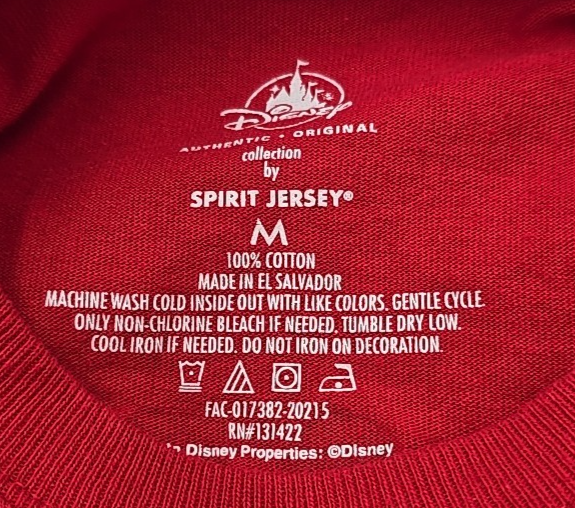 Disney
AUTHENTIC • ORIGINAL
collection
by
SPIRIT JERSEY®
M
100% COTTON
MADE IN EL SALVADOR
MACHINE WASH COLD INSIDE OUT WITH LIKE COLORS. GENTLE CYCLE.
ONLY NON-CHLORINE BLEACH IF NEEDED, TUMBLE DRY LOW.
COOL IRON IF NEEDED. DO NOT IRON ON DECORATION.
FAC-017382-20215
RN#131422
Disney Properties: ©Disney